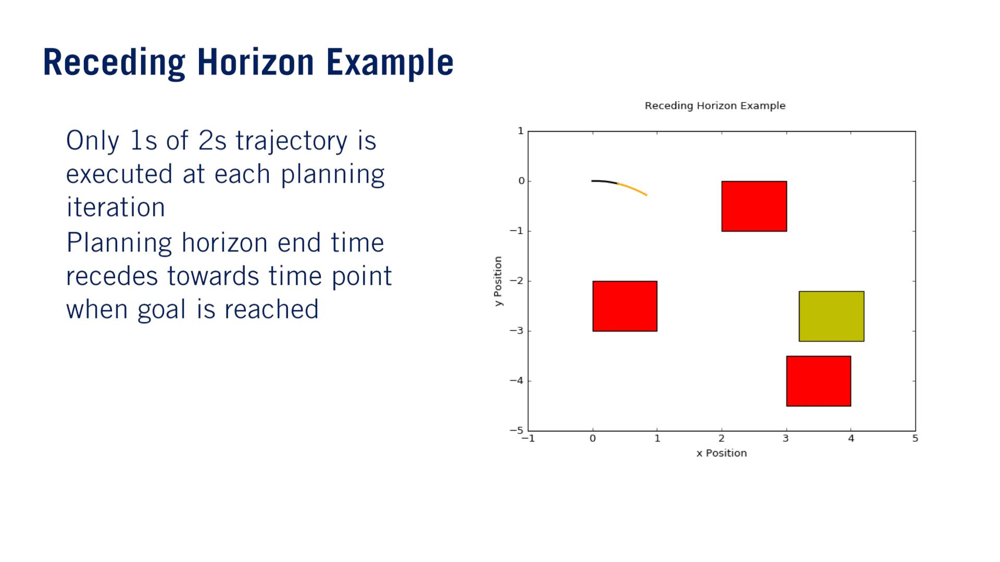 Receding Horizon Example
Only 1s of 2s trajectory is
executed at each planning
iteration
Planning horizon end time
recedes towards time point
when goal is reached
Receding Horizon Example
1
0
−1
−2
−3
−4
−5
y Position
−1 0 1 2 3 4 5
x Position